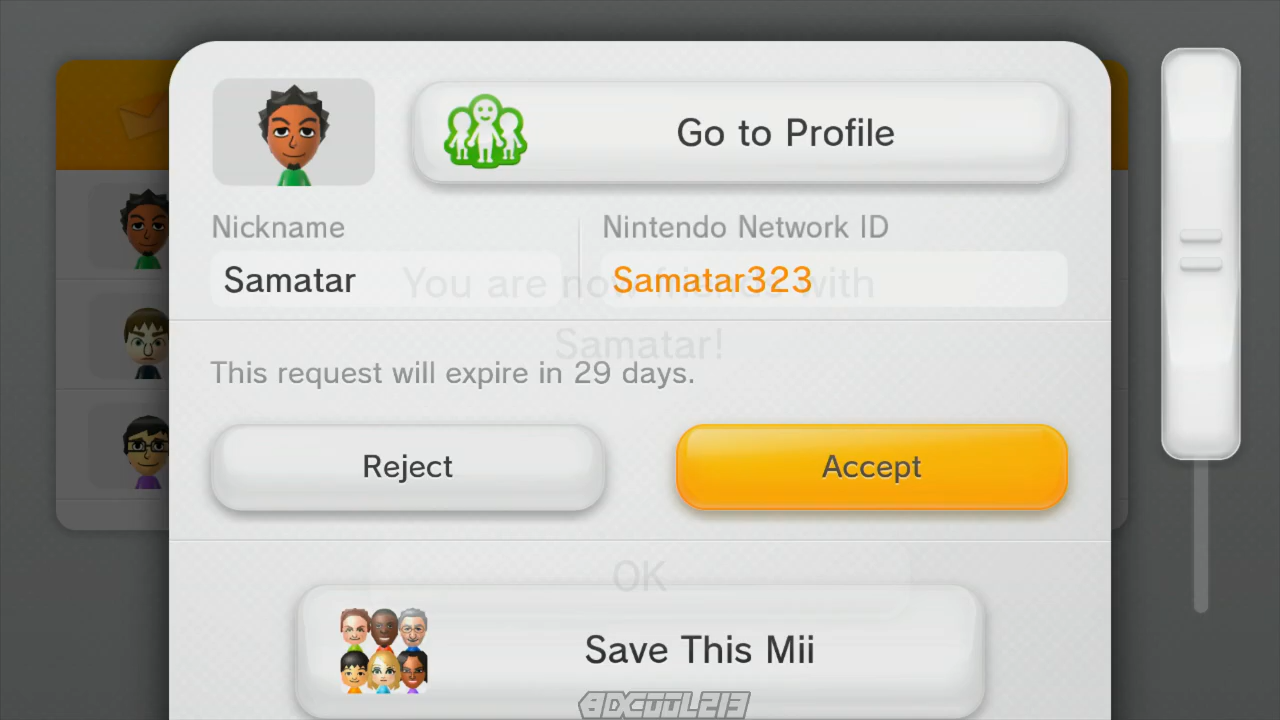 Go to Profile
Nickname
Nintendo Network ID
Samatar
Samatar323
You are now friends with
Samatar!
This request will expire in 29 days.
Reject
Accept
OK
Save This Mii